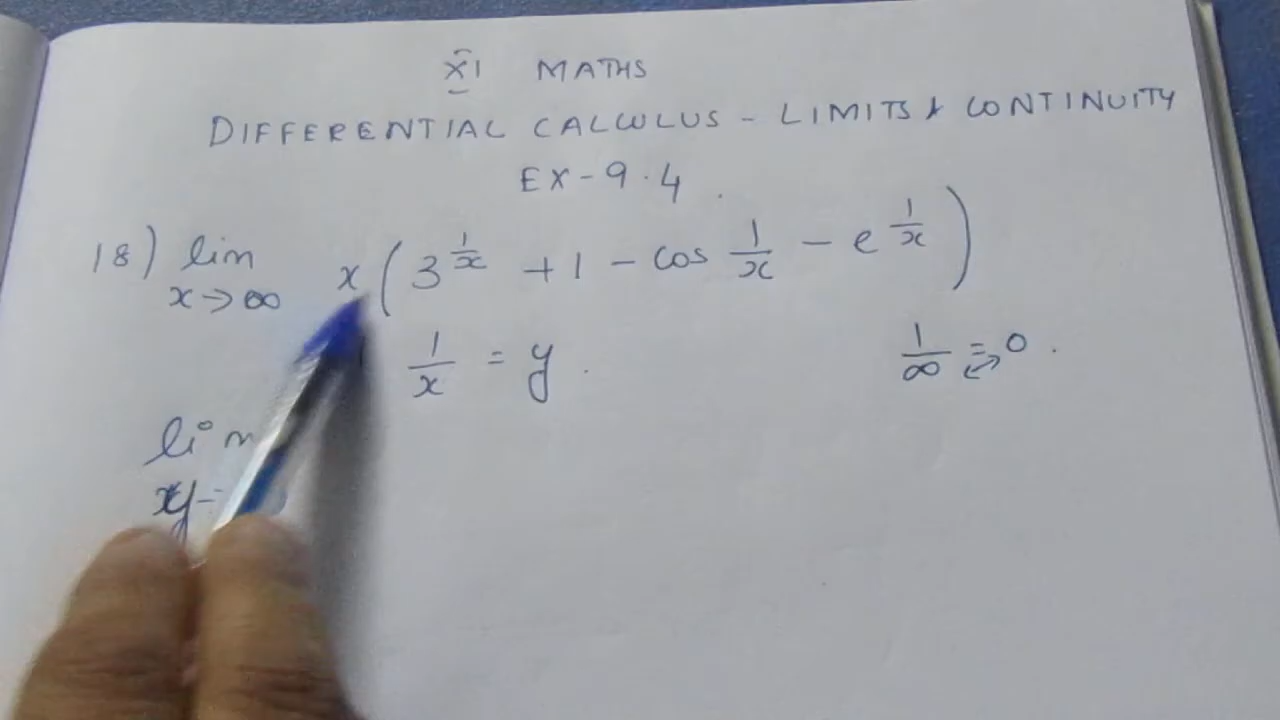 XI MATHS
DIFFERENTIAL CALCULUS - LIMITS & CONTINUITY
EX - 9.4
18) lim x→∞ x(3^(1/x) + 1 - cos 1/x - e^(1/x))
1/x = y . 1/∞ = 0 .
lim
y